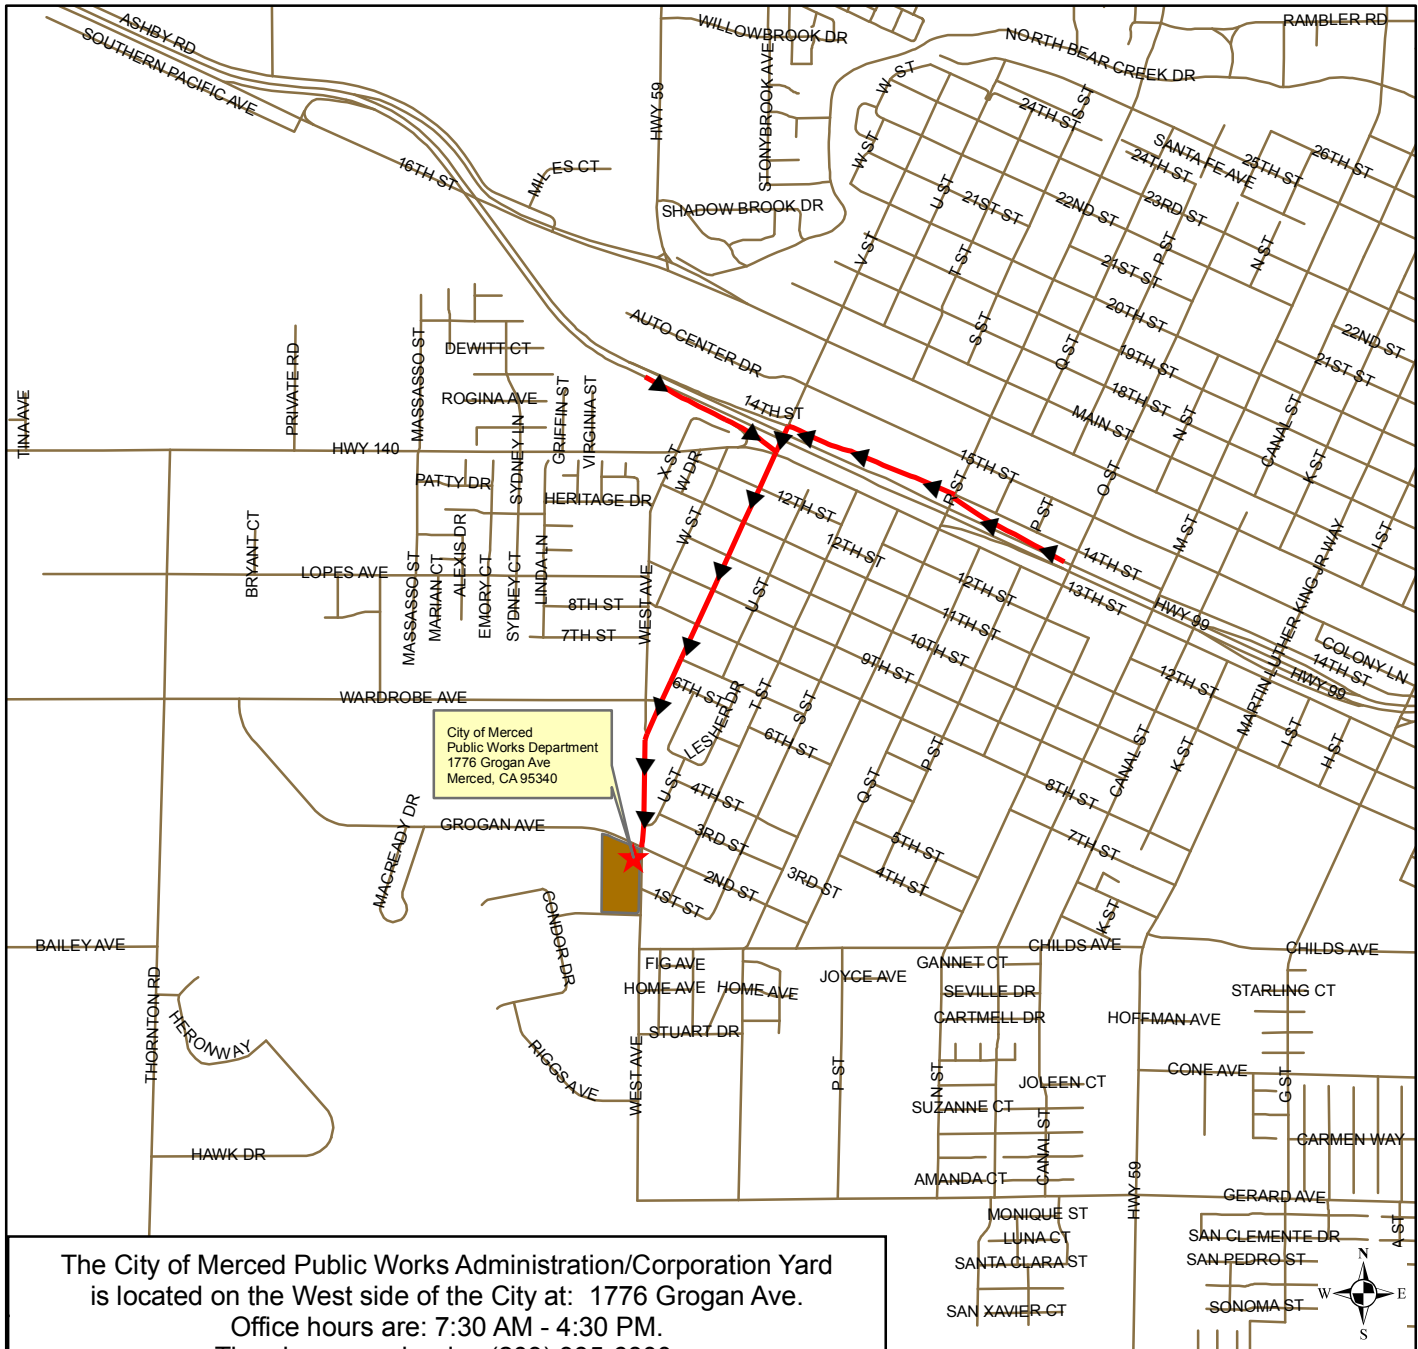 ASHBY RD
SOUTHERN PACIFIC AVE
WILLOWBROOK DR
RAMBLER RD
NORTH BEAR CREEK DR
HWY 59
STONYBROOK AVE
W ST
24TH ST
S ST
SANTA FE AVE
24TH ST
25TH ST
26TH ST
16TH ST
MIL ES CT
W ST
U ST
21ST ST
22ND ST
23RD ST
SHADOW BROOK DR
V ST
T ST
P ST
N ST
21ST ST
20TH ST
AUTO CENTER DR
S ST
Q ST
19TH ST
22ND ST
21ST ST
18TH ST
MAIN ST
N ST
CANAL ST
K ST
TINA AVE
PRIVATE RD
MASSASSO ST
DEWITT CT
ROGINA AVE
SYDNEY LN
GRIFFIN ST
VIRGINIA ST
14TH ST
HWY 140
X ST
W DR
15TH ST
R ST
O ST
P ST
PATTY DR
HERITAGE DR
12TH ST
W ST
12TH ST
14TH ST
13TH ST
M ST
I ST
BRYANT CT
LOPES AVE
MASSASSO ST
MARIAN CT
ALEXIS DR
EMORY CT
SYDNEY CT
LINDA LN
8TH ST
7TH ST
WEST AVE
U ST
12TH ST
11TH ST
10TH ST
9TH ST
HWY 99
MARTIN LUTHER KING JR WAY
COLONY LN
14TH ST
HWY 99
12TH ST
WARDROBE AVE
6TH ST
LESHER DR
T ST
S ST
6TH ST
P ST
CANAL ST
K ST
I ST
H ST
City of Merced
Public Works Department
1776 Grogan Ave
Merced, CA 95340
U ST
4TH ST
Q ST
8TH ST
GROGAN AVE
MACREADY DR
3RD ST
5TH ST
7TH ST
2ND ST
3RD ST
4TH ST
1ST ST
K ST
CONDOR DR
BAILEY AVE
CHILDS AVE
CHILDS AVE
THORNTON RD
FIG AVE
GANNET CT
HOME AVE
HOME AVE
JOYCE AVE
SEVILLE DR
STARLING CT
HERON WAY
STUART DR
CARTMELL DR
HOFFMAN AVE
RIGGS AVE
WEST AVE
P ST
N ST
JOLEEN CT
CONE AVE
G ST
SUZANNE CT
CANAL ST
CARMEN WAY
HAWK DR
AMANDA CT
HWY 59
GERARD AVE
MONIQUE ST
LUNA CT
SAN CLEMENTE DR
A ST
SANTA CLARA ST
SAN PEDRO ST
SAN XAVIER CT
SONOMA ST
N
W
E
S
The City of Merced Public Works Administration/Corporation Yard
is located on the West side of the City at: 1776 Grogan Ave.
Office hours are: 7:30 AM - 4:30 PM.